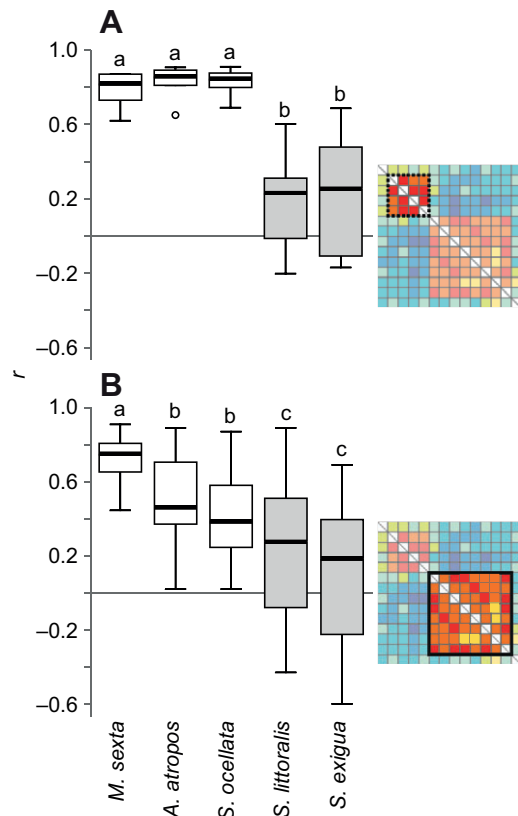 A
1.0
0.6
0.2
–0.2
–0.6
a a a b b
r
B
1.0
0.6
0.2
–0.2
–0.6
a b b c c
M. sexta
A. atropos
S. ocellata
S. littoralis
S. exigua